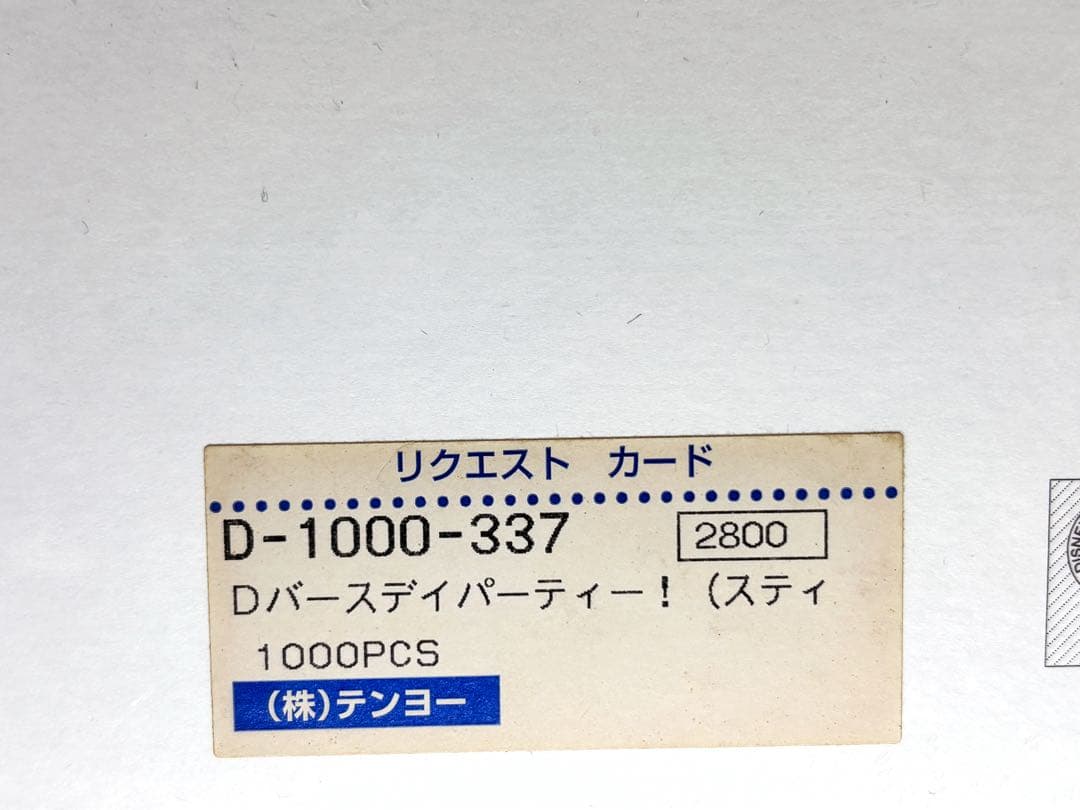 リクエスト カード
D-1000-337 2800
Dバースデイパーティー！（スティ
1000PCS
(株)テンヨー